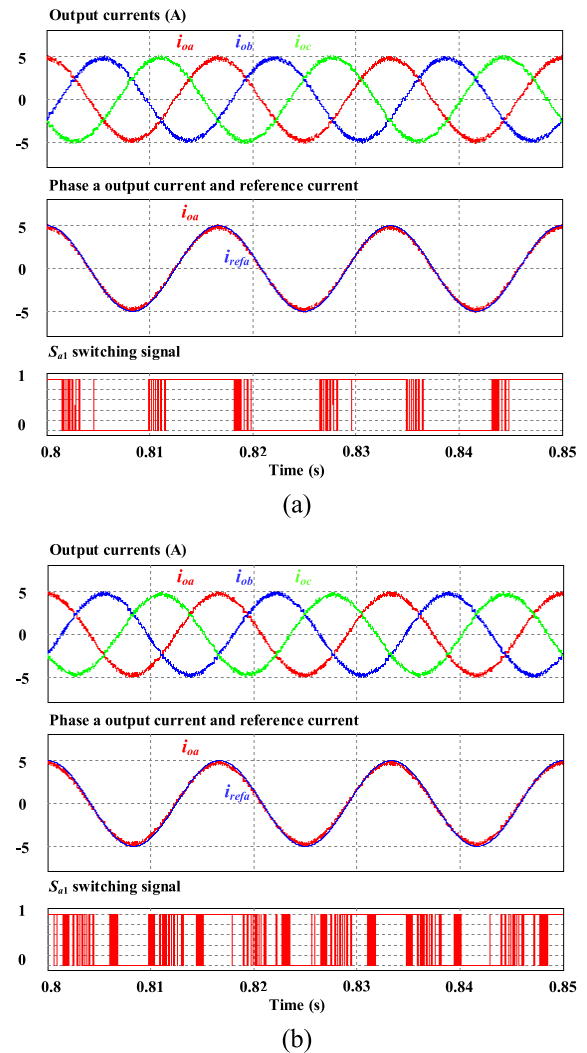 Output currents (A)
ioa iob ioc
5
0
-5
Phase a output current and reference current
ioa
5
irefa
0
-5
Sa1 switching signal
1
0
0.8 0.81 0.82 0.83 0.84 0.85
Time (s)
(a)
Output currents (A)
ioa iob ioc
5
0
-5
Phase a output current and reference current
ioa
5
irefa
0
-5
Sa1 switching signal
1
0
0.8 0.81 0.82 0.83 0.84 0.85
Time (s)
(b)